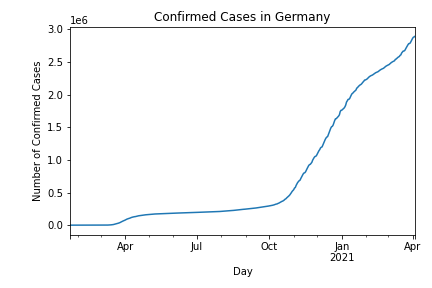 Confirmed Cases in Germany
1e6
3.0
2.5
2.0
1.5
1.0
0.5
0.0
Number of Confirmed Cases
Apr Jul Oct Jan Apr
2021
Day